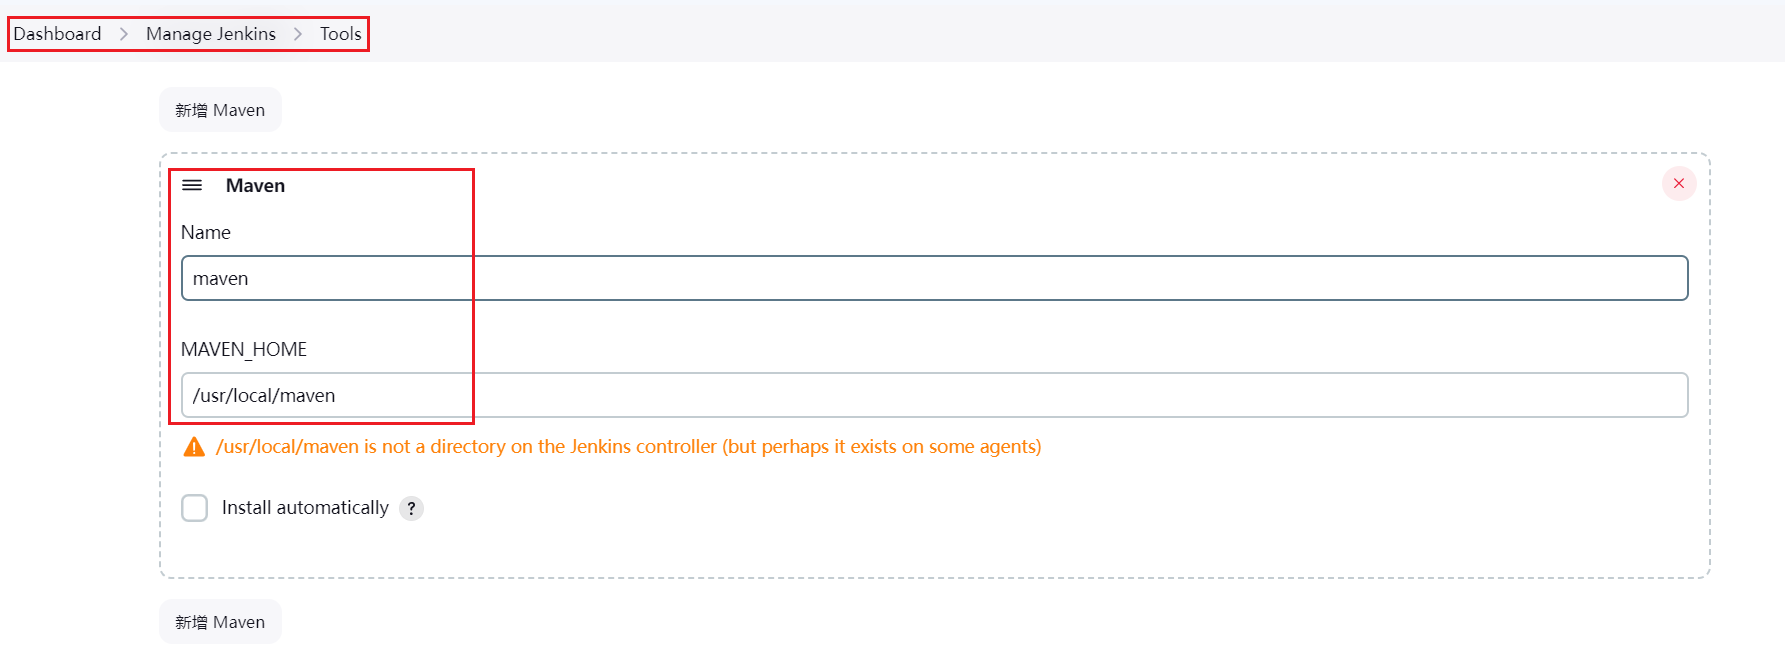 Dashboard > Manage Jenkins > Tools
新增 Maven
Maven
Name
maven
MAVEN_HOME
/usr/local/maven
/usr/local/maven is not a directory on the Jenkins controller (but perhaps it exists on some agents)
Install automatically ?
新增 Maven